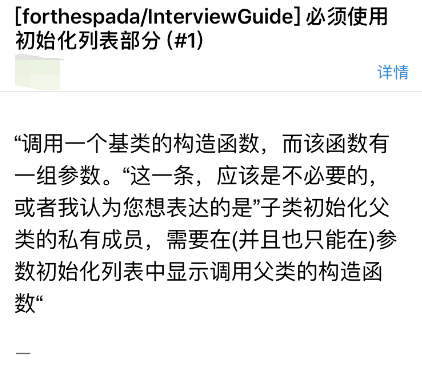 [forthespada/InterviewGuide] 必须使用
初始化列表部分 (#1)
详情
“调用一个基类的构造函数，而该函数有
一组参数。“这一条，应该是不必要的，
或者我认为您想表达的是”子类初始化父
类的私有成员，需要在(并且也只能在)参
数初始化列表中显示调用父类的构造函
数“
—